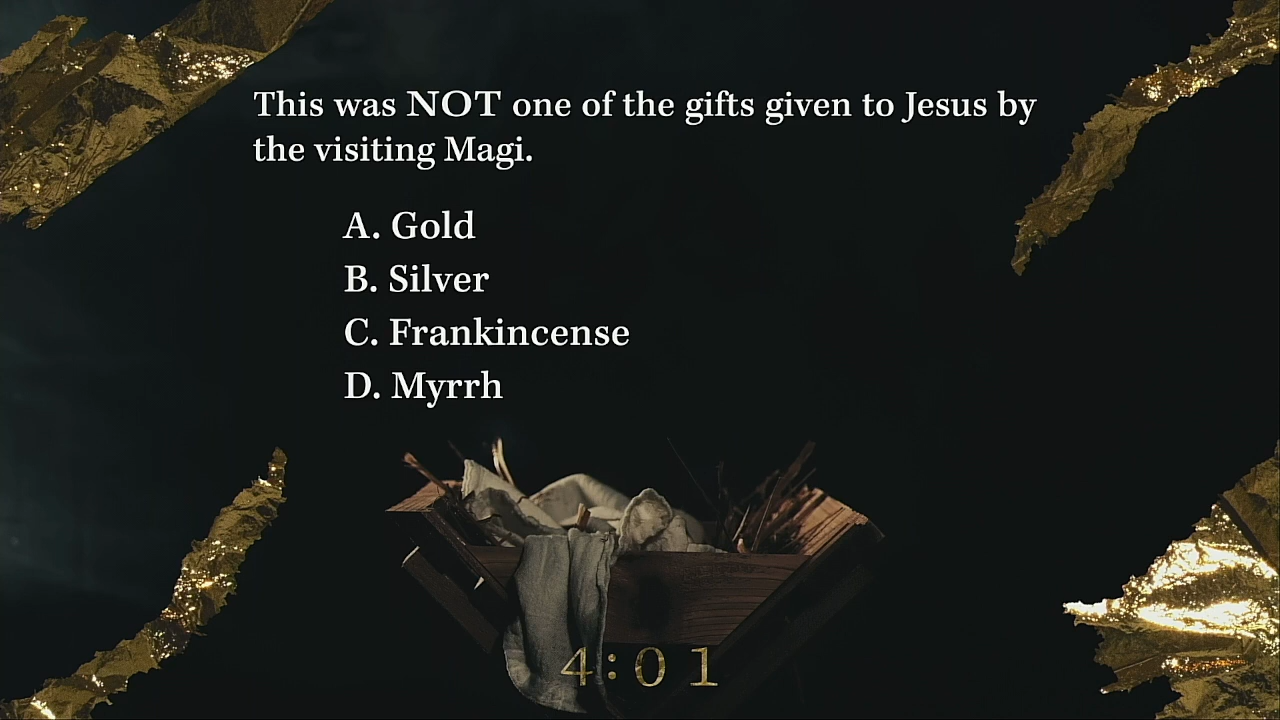 This was NOT one of the gifts given to Jesus by
the visiting Magi.
A. Gold
B. Silver
C. Frankincense
D. Myrrh
4:01